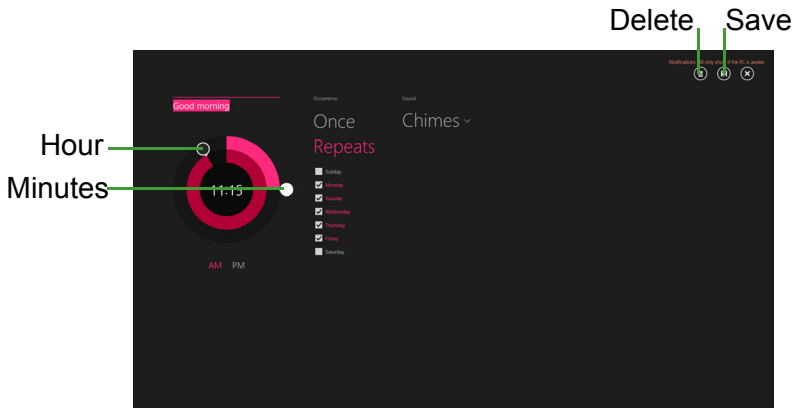 Delete Save
Notifications will only show if the PC is awake.
Good morning
Occurrence
Sound
Once
Chimes
Repeats
Hour
Minutes
11:15
Sunday
Monday
Tuesday
Wednesday
Thursday
Friday
Saturday
AM PM